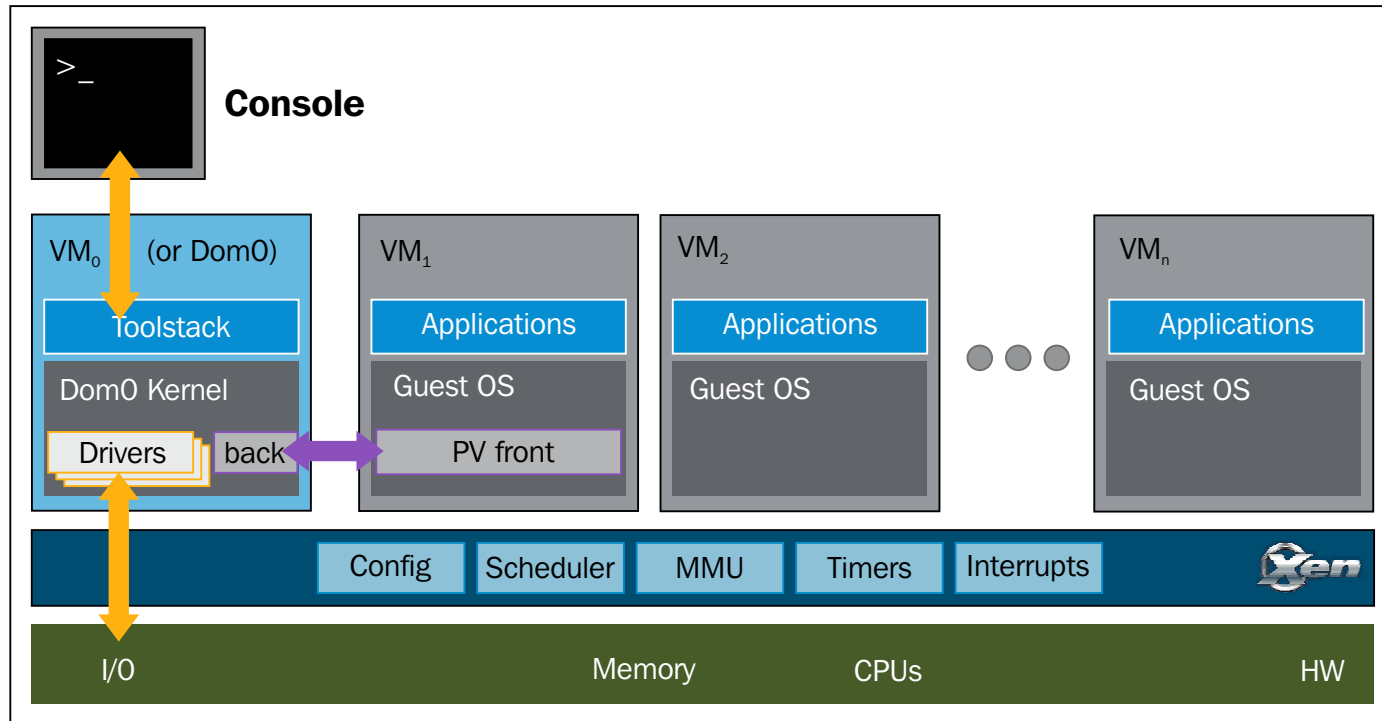 >_
Console
VM₀ (or Dom0)
Toolstack
Dom0 Kernel
Drivers
back
VM₁
Applications
Guest OS
PV front
VM₂
Applications
Guest OS
VMₙ
Applications
Guest OS
Config
Scheduler
MMU
Timers
Interrupts
Xen
I/O
Memory
CPUs
HW